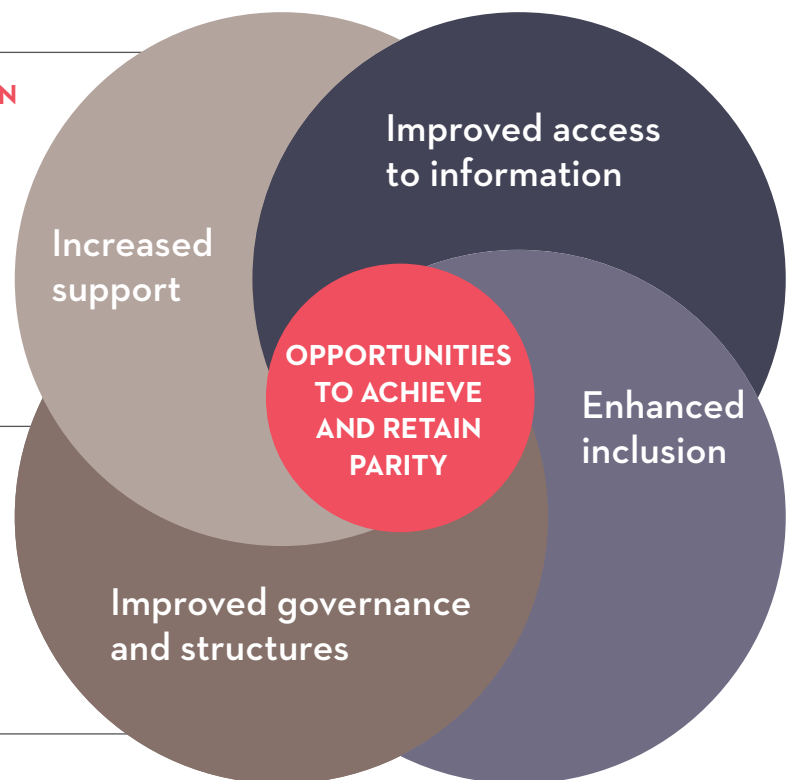 Improved access
to information
Increased
support
OPPORTUNITIES
TO ACHIEVE
AND RETAIN
PARITY
Enhanced
inclusion
Improved governance
and structures